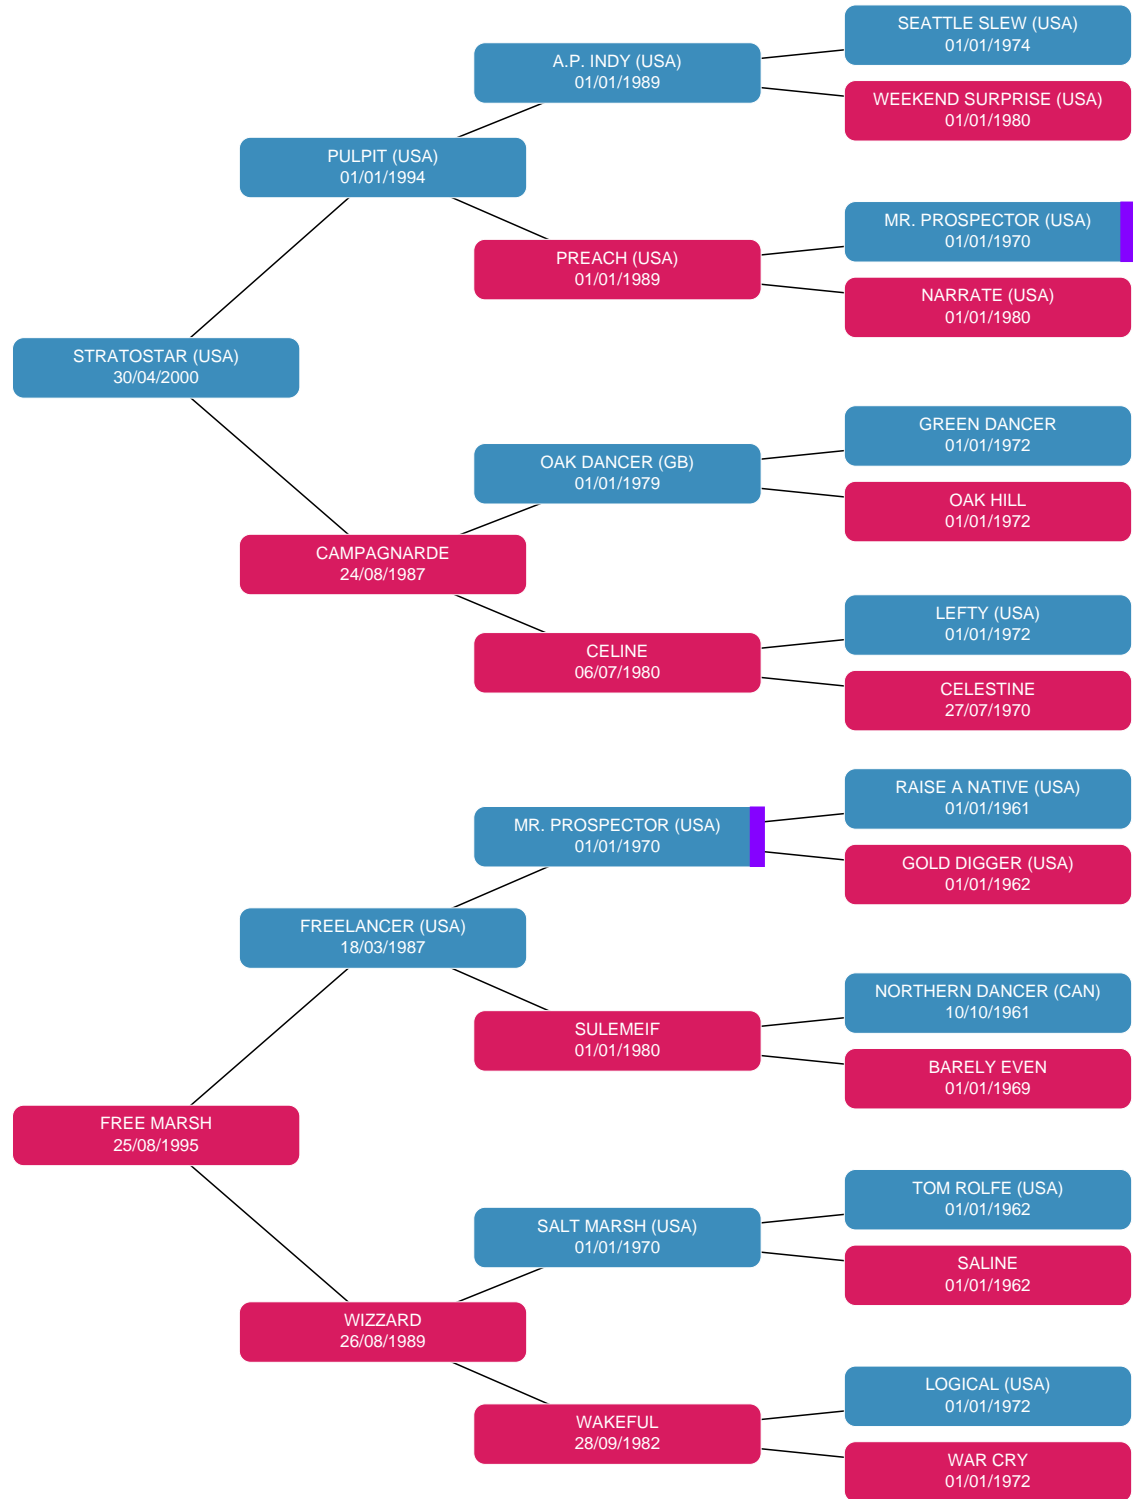 SEATTLE SLEW (USA)
01/01/1974
A.P. INDY (USA)
01/01/1989
WEEKEND SURPRISE (USA)
01/01/1980
PULPIT (USA)
01/01/1994
MR. PROSPECTOR (USA)
01/01/1970
PREACH (USA)
01/01/1989
NARRATE (USA)
01/01/1980
STRATOSTAR (USA)
30/04/2000
GREEN DANCER
01/01/1972
OAK DANCER (GB)
01/01/1979
OAK HILL
01/01/1972
CAMPAGNARDE
24/08/1987
LEFTY (USA)
01/01/1972
CELINE
06/07/1980
CELESTINE
27/07/1970
RAISE A NATIVE (USA)
01/01/1961
MR. PROSPECTOR (USA)
01/01/1970
GOLD DIGGER (USA)
01/01/1962
FREELANCER (USA)
18/03/1987
NORTHERN DANCER (CAN)
10/10/1961
SULEMEIF
01/01/1980
BARELY EVEN
01/01/1969
FREE MARSH
25/08/1995
TOM ROLFE (USA)
01/01/1962
SALT MARSH (USA)
01/01/1970
SALINE
01/01/1962
WIZZARD
26/08/1989
LOGICAL (USA)
01/01/1972
WAKEFUL
28/09/1982
WAR CRY
01/01/1972